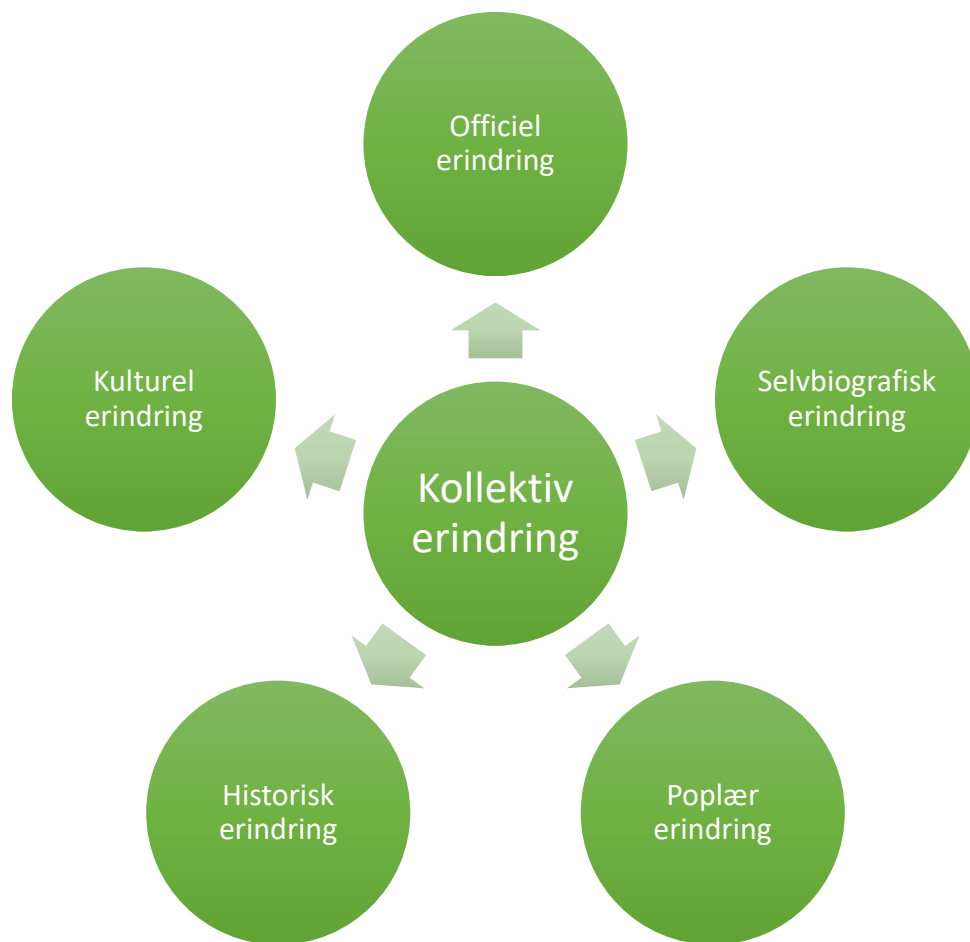 Officiel
erindring
Kulturel
erindring
Selvbiografisk
erindring
Kollektiv
erindring
Historisk
erindring
Poplær
erindring